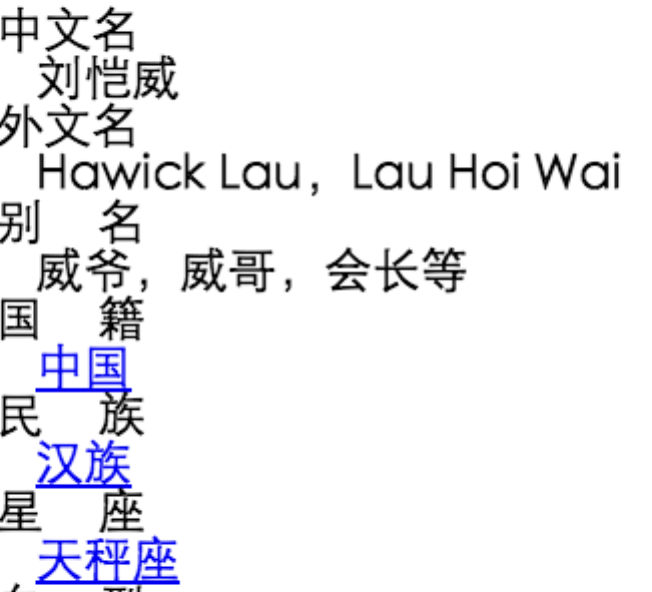 中文名
刘恺威
外文名
Hawick Lau，Lau Hoi Wai
别 名
威爷，威哥，会长等
国 籍
中国
民 族
汉族
星 座
天秤座